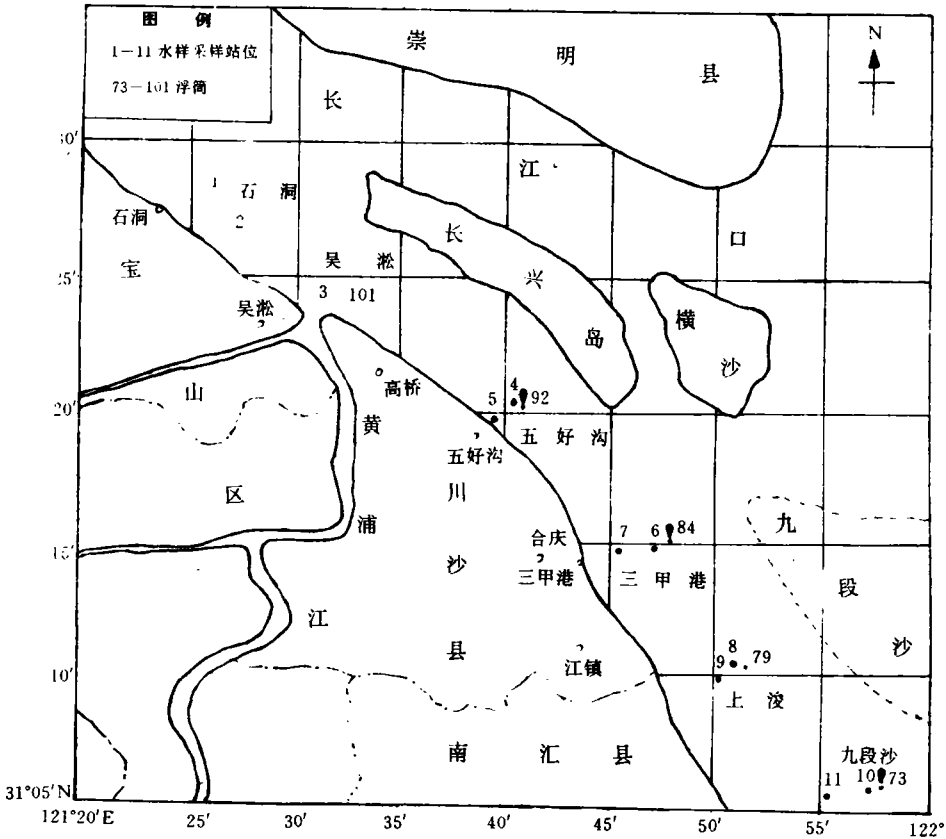 图 例
1—11 水样采样站位
73—101 浮筒
N
崇 明 县
长 江 口
30′
1 石 洞
2
石洞
宝 山 区
长 兴 岛
吴 淞
25′
3 101
吴淞
横 沙
高桥
黄 浦 江
4 92
5
20′
五 好 沟
五好沟
川 沙 县
九 段 沙
合庆
7 6 84
15′
三甲港
三 甲 港
8
9 79
10′
江镇
上 浚
南 汇 县
九段沙
11 10 73
31°05′N
121°20′E 25′ 30′ 35′ 40′ 45′ 50′ 55′ 122°